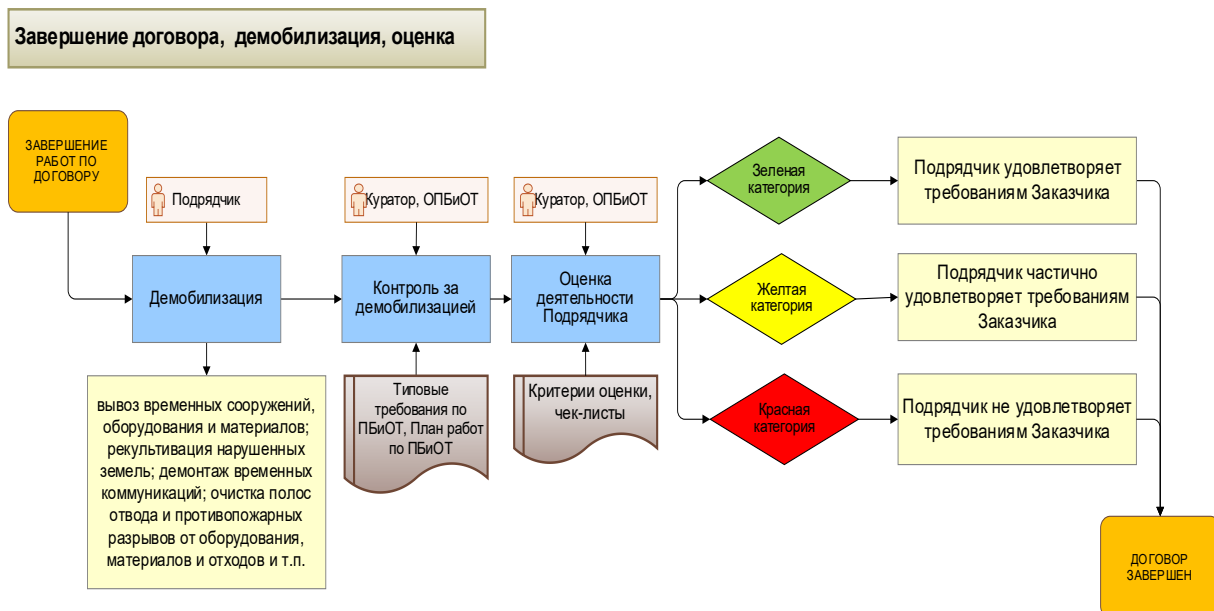 Завершение договора, демобилизация, оценка
ЗАВЕРШЕНИЕ
РАБОТ ПО
ДОГОВОРУ
Подрядчик
Куратор, ОПБиОТ
Куратор, ОПБиОТ
Демобилизация
Контроль за
демобилизацией
Оценка
деятельности
Подрядчика
вывоз временных сооружений,
оборудования и материалов;
рекультивация нарушенных
земель; демонтаж временных
коммуникаций; очистка полос
отвода и противопожарных
разрывов от оборудования,
материалов и отходов и т.п.
Типовые
требования по
ПБиОТ, План работ
по ПБиОТ
Критерии оценки,
чек-листы
Зеленая
категория
Подрядчик удовлетворяет
требованиям Заказчика
Желтая
категория
Подрядчик частично
удовлетворяет требованиям
Заказчика
Красная
категория
Подрядчик не удовлетворяет
требованиям Заказчика
ДОГОВОР
ЗАВЕРШЕН